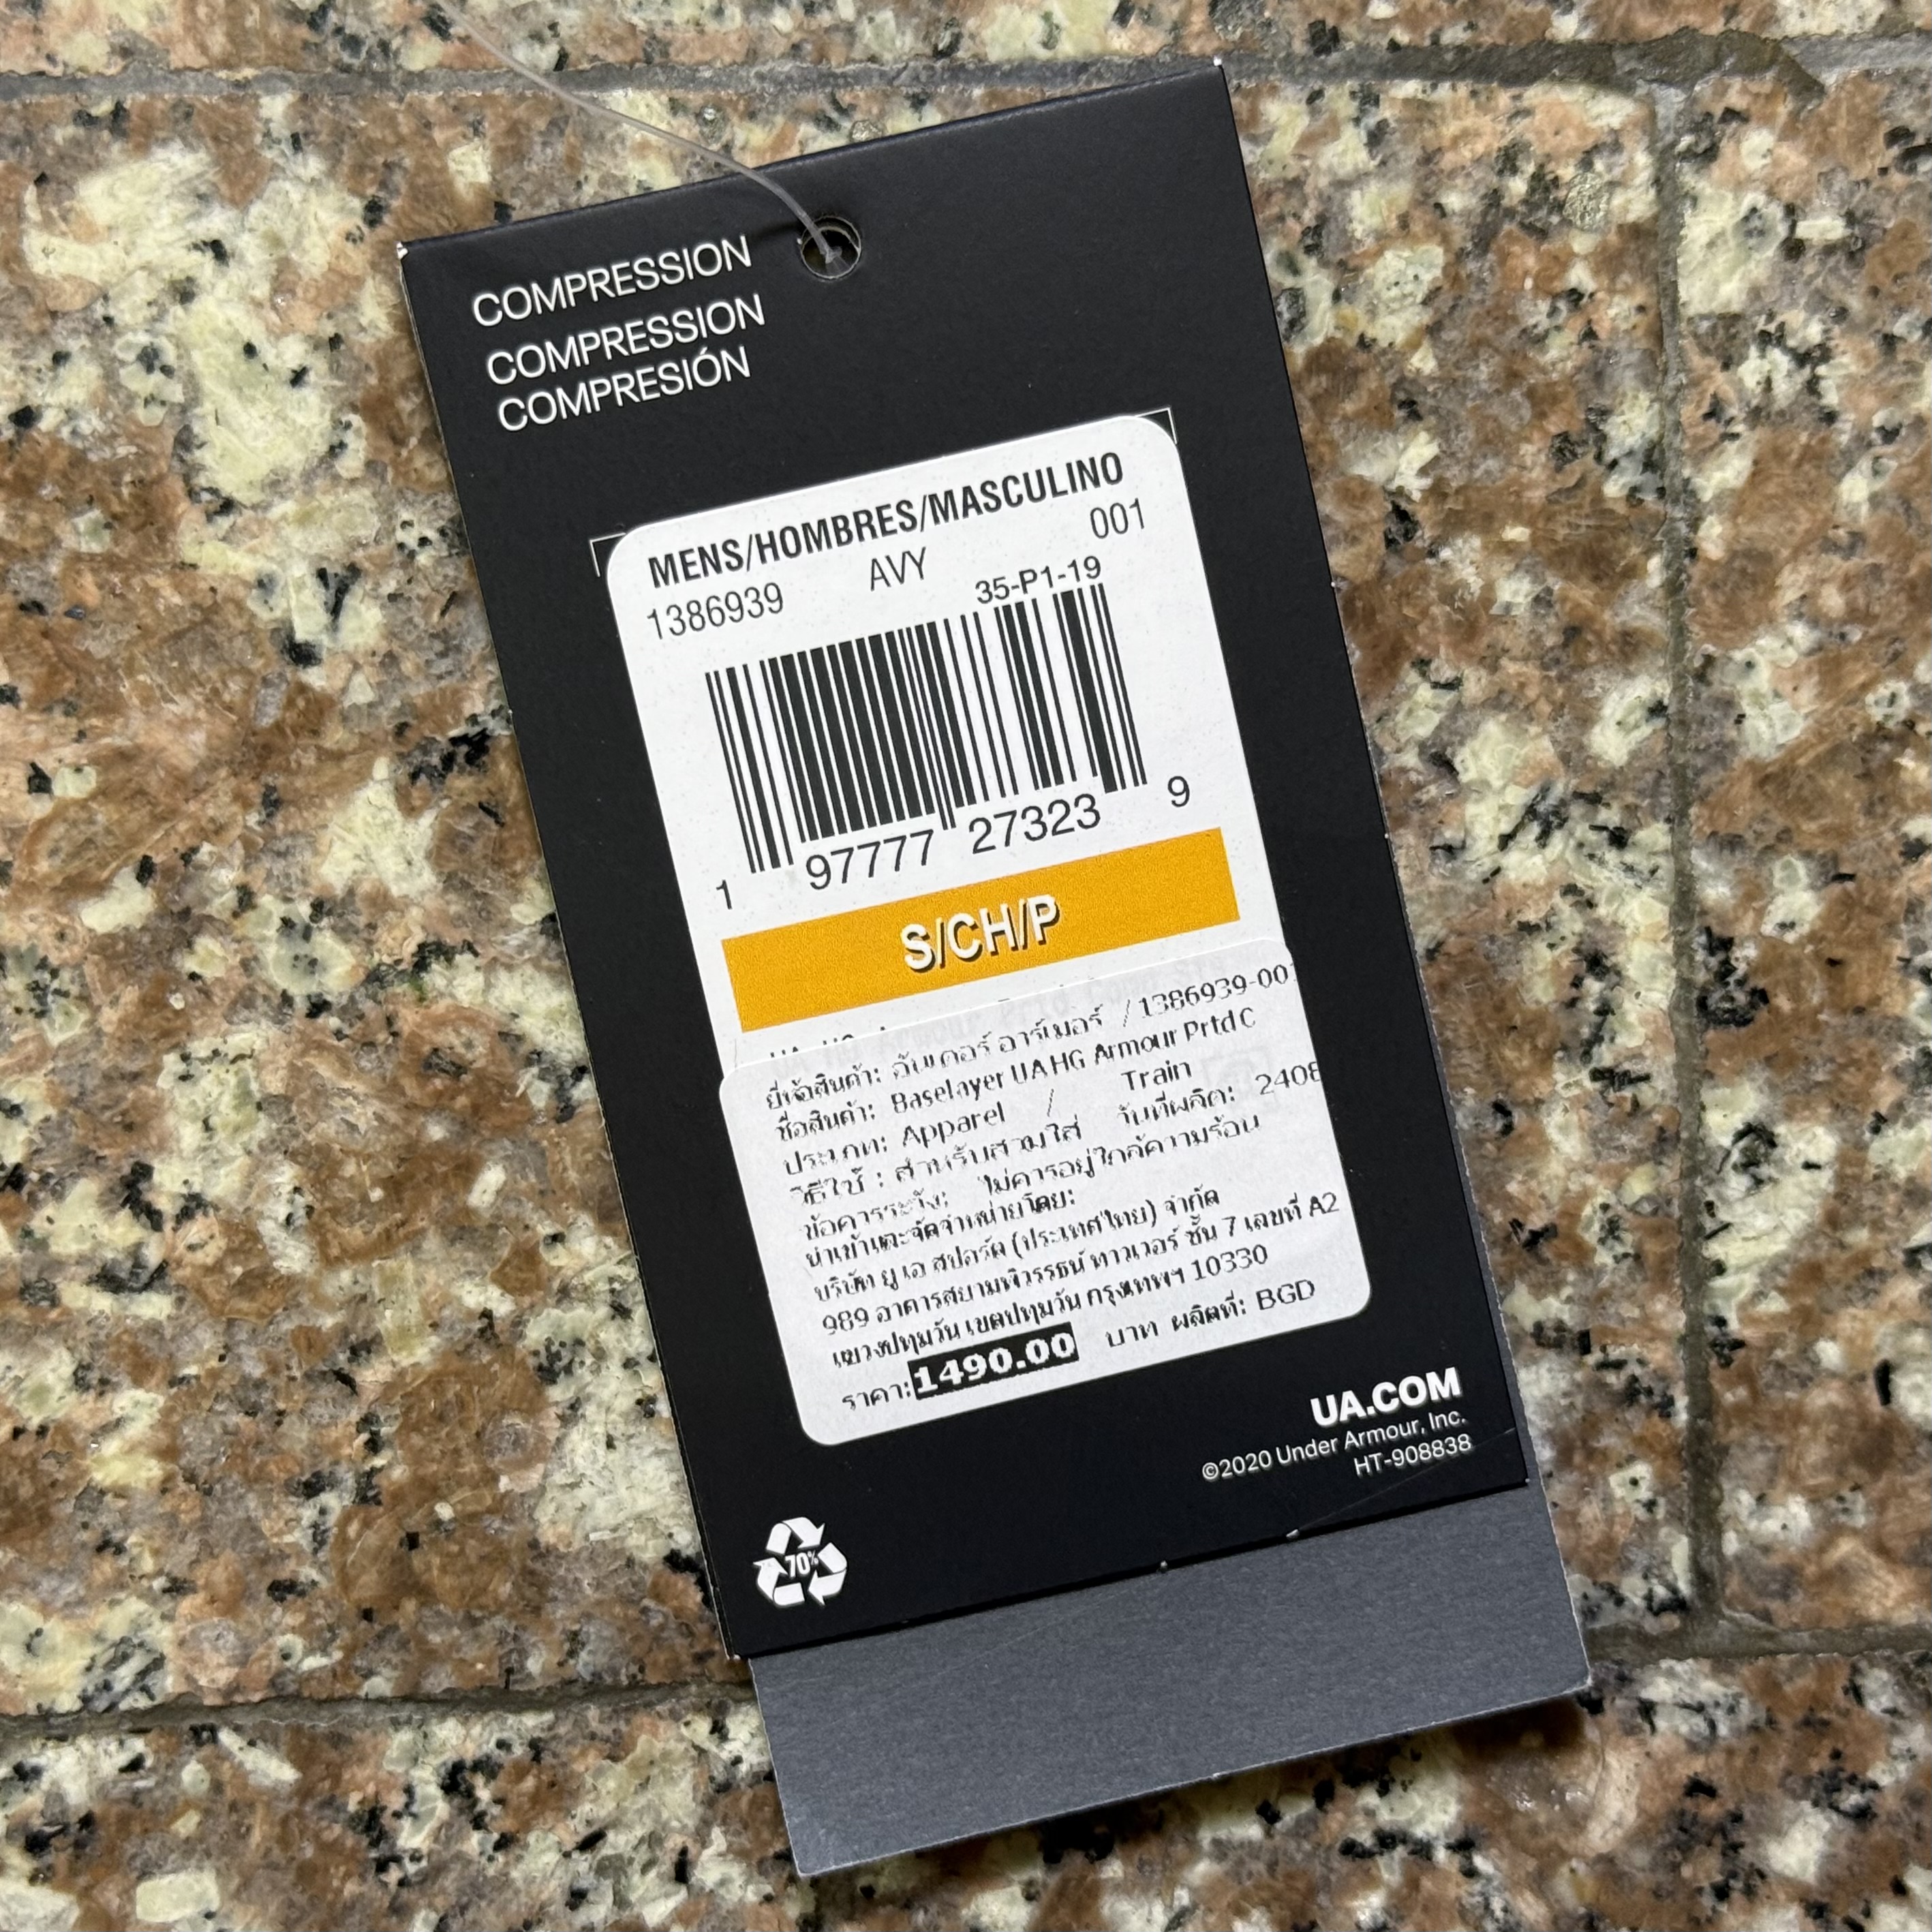 COMPRESSION
COMPRESSION
COMPRESIÓN
MENS/HOMBRES/MASCULINO
1386939 AVY 001
35-P1-19
1 97777 27323 9
S/CH/P
ยี่ห้อสินค้า: อันเดอร์ อาร์เมอร์ / 1386939-001
ชื่อสินค้า: Baselayer UA HG Armour Prtd C
ประเภท: Apparel / Train
วิธีใช้ : สำหรับสวมใส่ วันที่ผลิต: 2408
ข้อควรระวัง: ไม่ควรอยู่ใกล้ความร้อน
นำเข้าและจัดจำหน่ายโดย:
บริษัท ยู เอ สปอร์ต (ประเทศไทย) จำกัด
989 อาคารสยามพิวรรธน์ ทาวเวอร์ ชั้น 7 เลขที่ A2
แขวงปทุมวัน เขตปทุมวัน กรุงเทพฯ 10330
ราคา: 1490.00 บาท ผลิตที่: BGD
UA.COM
©2020 Under Armour, Inc.
HT-908838
70%